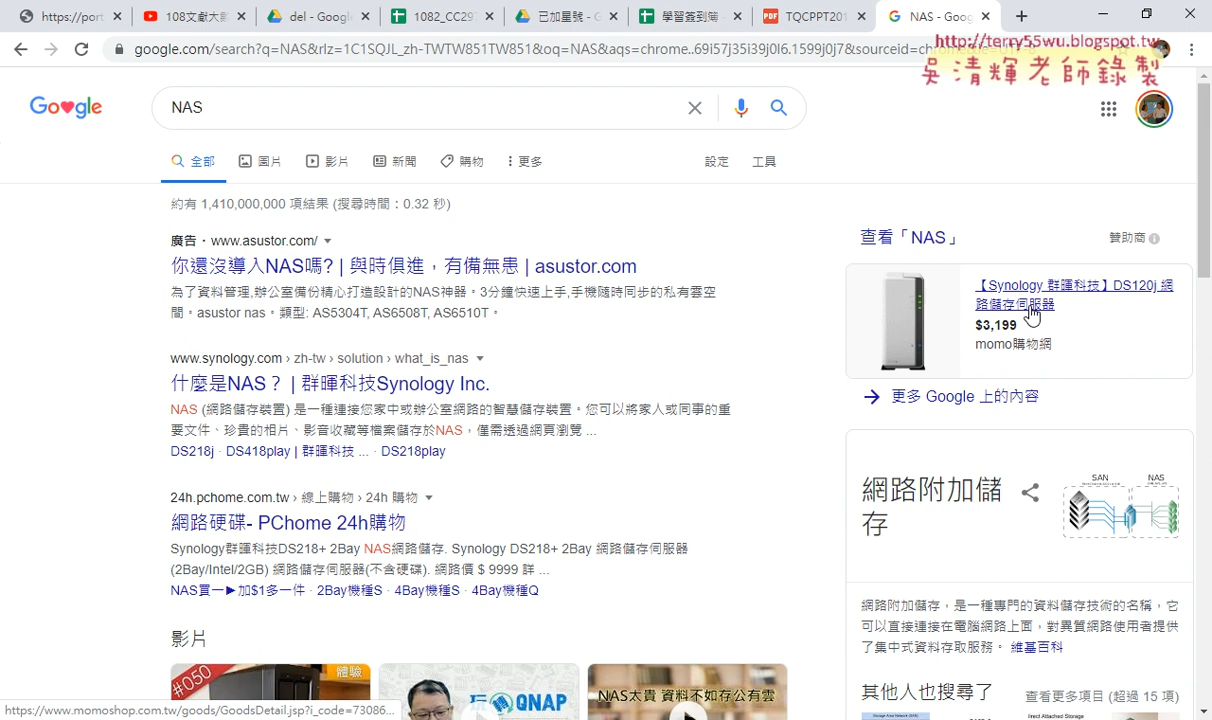 https://port
108文獻大數
del - Google
1082_CC297
已加星號 - G
學習簽到簿 -
TQCPPT201
NAS - Goog
google.com/search?q=NAS&rlz=1C1SQJL_zh-TWTW851TW851&oq=NAS&aqs=chrome..69i57j35i39j0l6.1599j0j7&sourceid=chrome&ie=UTF-8
http://terry55wu.blogspot.tw
吳清輝老師錄製
Google
NAS
全部
圖片
影片
新聞
購物
更多
設定
工具
約有 1,410,000,000 項結果 (搜尋時間：0.32 秒)
廣告・www.asustor.com/
你還沒導入NAS嗎? | 與時俱進，有備無患 | asustor.com
為了資料管理,辦公室備份精心打造設計的NAS神器。3分鐘快速上手,手機隨時同步的私有雲空
間。asustor nas。類型: AS5304T, AS6508T, AS6510T。
www.synology.com › zh-tw › solution › what_is_nas
什麼是NAS？ | 群暉科技Synology Inc.
NAS (網路儲存裝置) 是一種連接您家中或辦公室網路的智慧儲存裝置。您可以將家人或同事的重
要文件、珍貴的相片、影音收藏等檔案儲存於NAS，僅需透過網頁瀏覽 ...
DS218j · DS418play | 群暉科技 ... · DS218play
24h.pchome.com.tw › 線上購物 › 24h 購物
網路硬碟- PChome 24h購物
Synology群暉科技DS218+ 2Bay NAS網路儲存. Synology DS218+ 2Bay 網路儲存伺服器
(2Bay/Intel/2GB) 網路儲存伺服器(不含硬碟). 網路價 $ 9999 詳 ...
NAS買一►加$1多一件 · 2Bay機種S · 4Bay機種S · 4Bay機種Q
影片
#050
體驗
玩 QNAP
NAS太貴 資料不如存公有雲
查看「NAS」
贊助商
【Synology 群暉科技】DS120j 網
路儲存伺服器
$3,199
momo購物網
更多 Google 上的內容
網路附加儲
存
SAN
NAS
網路附加儲存，是一種專門的資料儲存技術的名稱，它
可以直接連接在電腦網路上面，對異質網路使用者提供
了集中式資料存取服務。 維基百科
其他人也搜尋了
查看更多項目 (超過 15 項)
https://www.momoshop.com.tw/goods/GoodsDetail.jsp?i_code=73086...